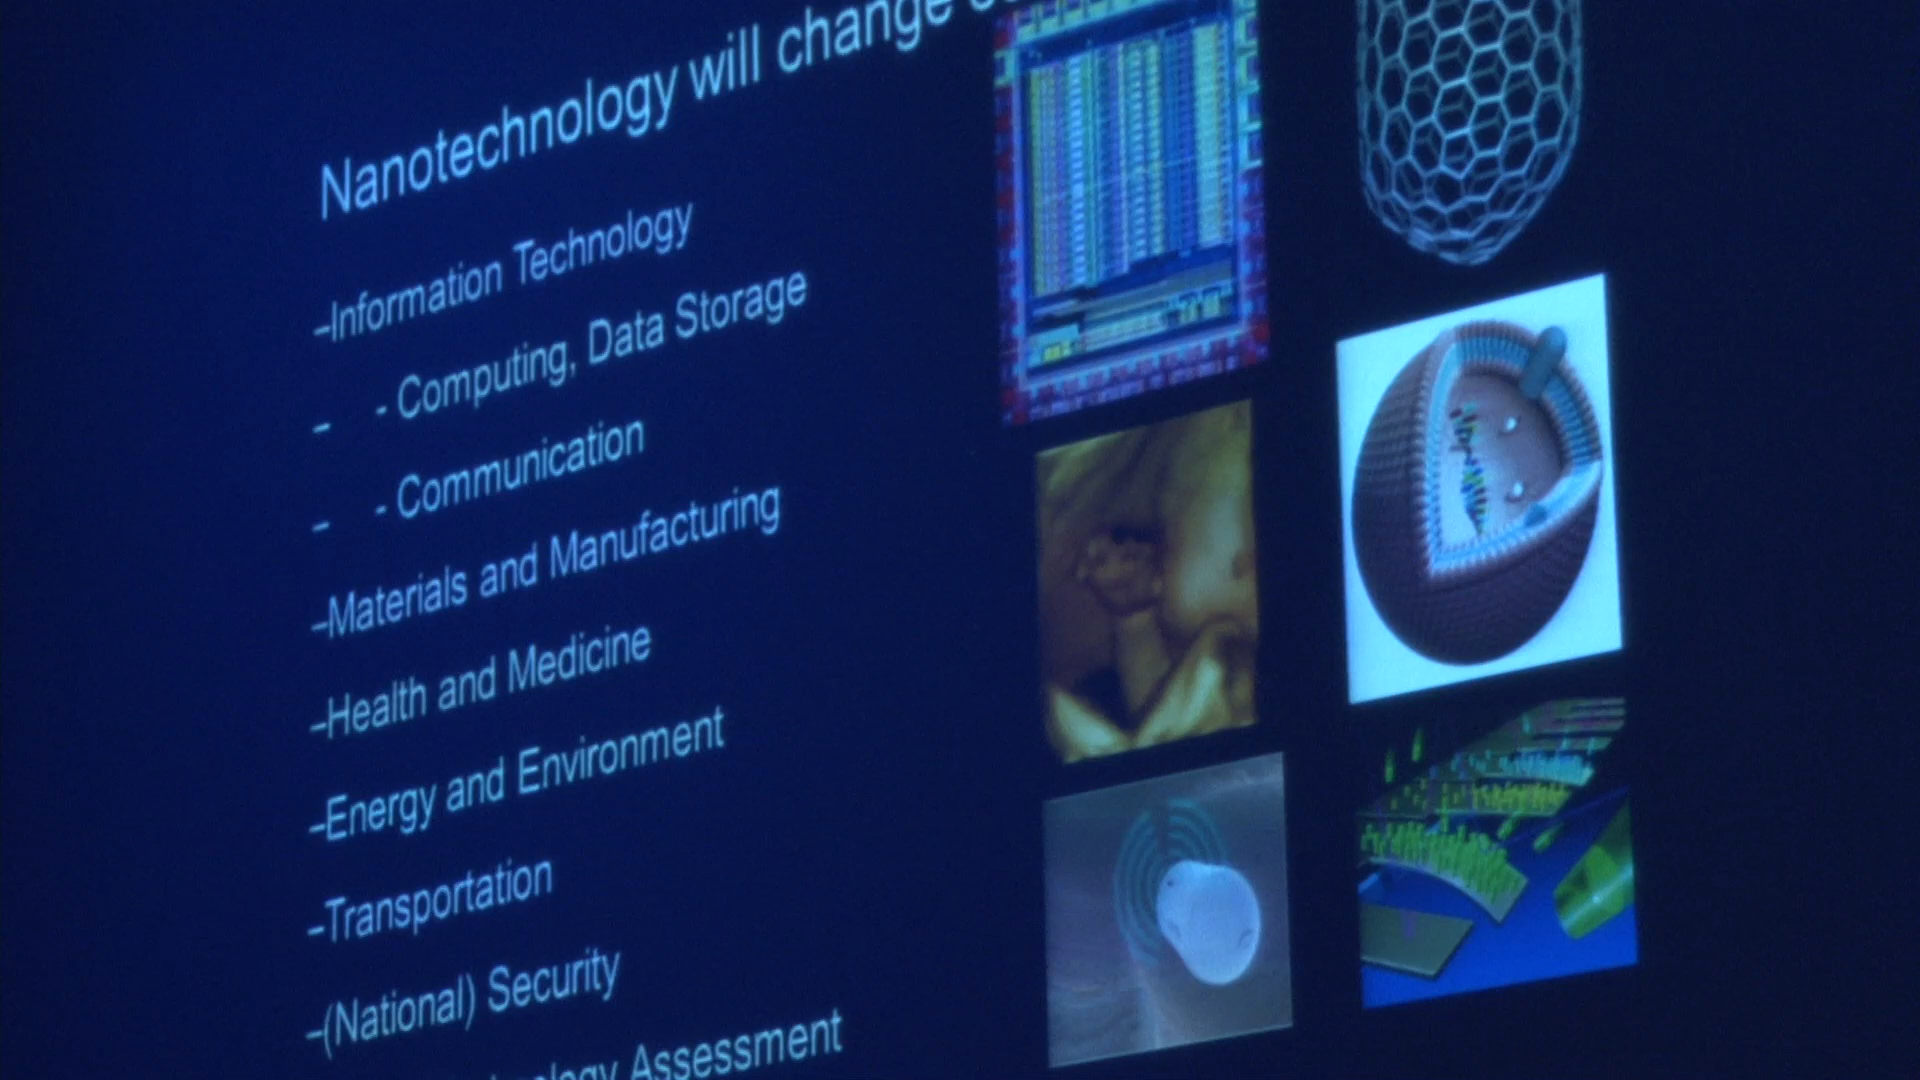 Nanotechnology will change
–Information Technology
– - Computing, Data Storage
– - Communication
–Materials and Manufacturing
–Health and Medicine
–Energy and Environment
–Transportation
–(National) Security
Assessment